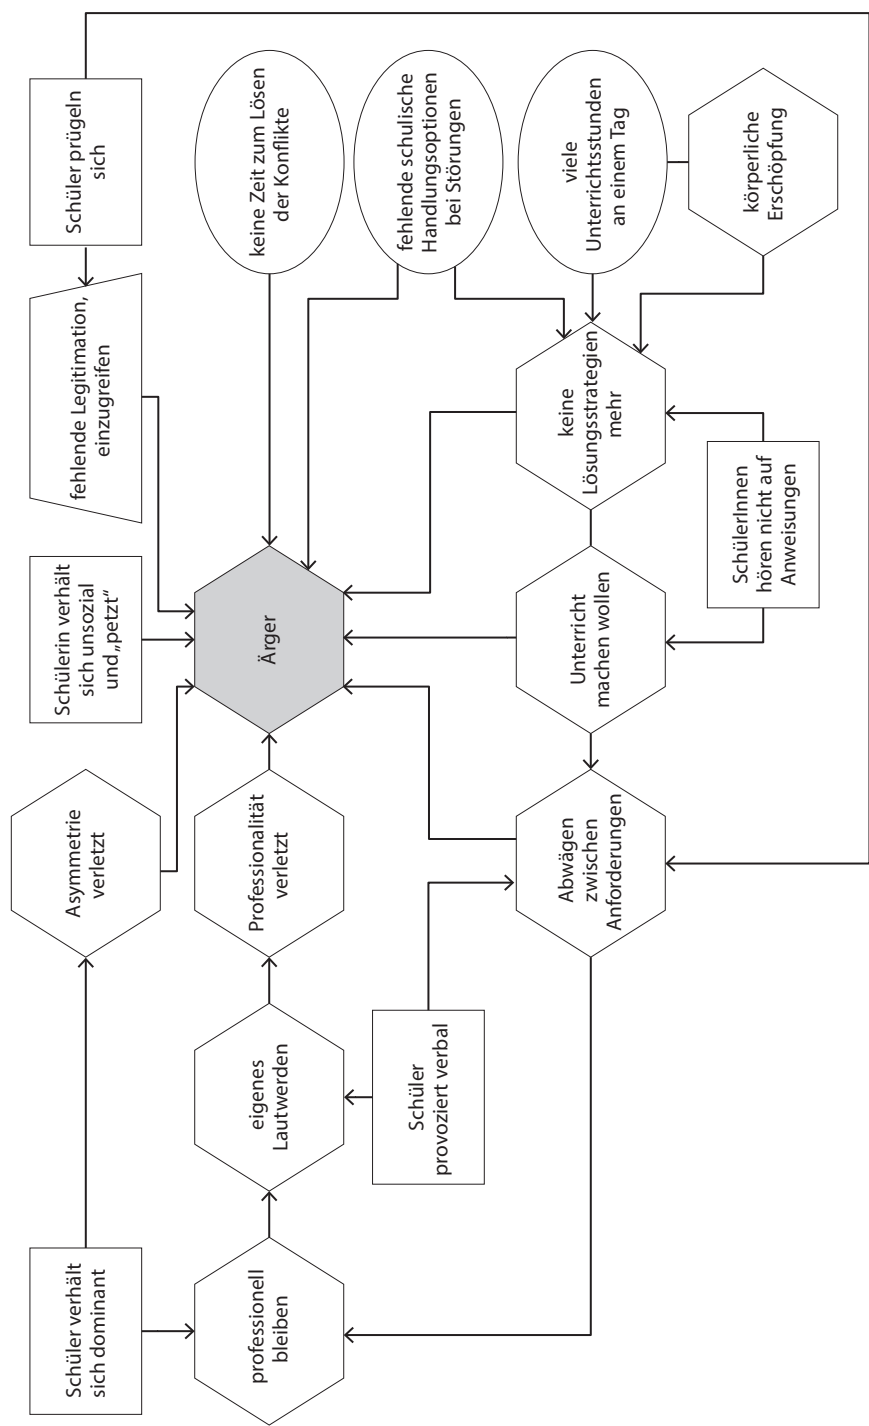 Schüler verhält
sich dominant
Asymmetrie
verletzt
Schülerin verhält
sich unsozial
und „petzt“
fehlende Legitimation,
einzugreifen
Schüler prügeln
sich
professionell
bleiben
eigenes
Lautwerden
Professionalität
verletzt
Ärger
keine Zeit zum Lösen
der Konflikte
Schüler
provoziert verbal
fehlende schulische
Handlungsoptionen
bei Störungen
Abwägen
zwischen
Anforderungen
Unterricht
machen wollen
keine
Lösungsstrategien
mehr
viele
Unterrichtsstunden
an einem Tag
SchülerInnen
hören nicht auf
Anweisungen
körperliche
Erschöpfung